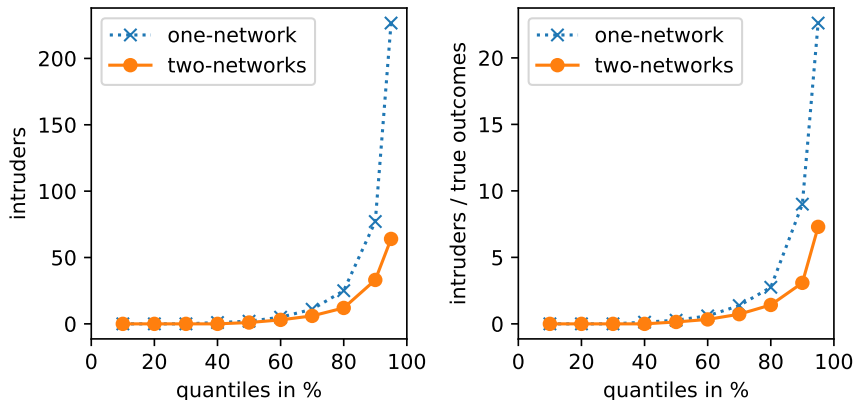 one-network
two-networks
intruders
200
150
100
50
0
0
20
40
60
80
100
quantiles in %
one-network
two-networks
intruders / true outcomes
20
15
10
5
0
0
20
40
60
80
100
quantiles in %